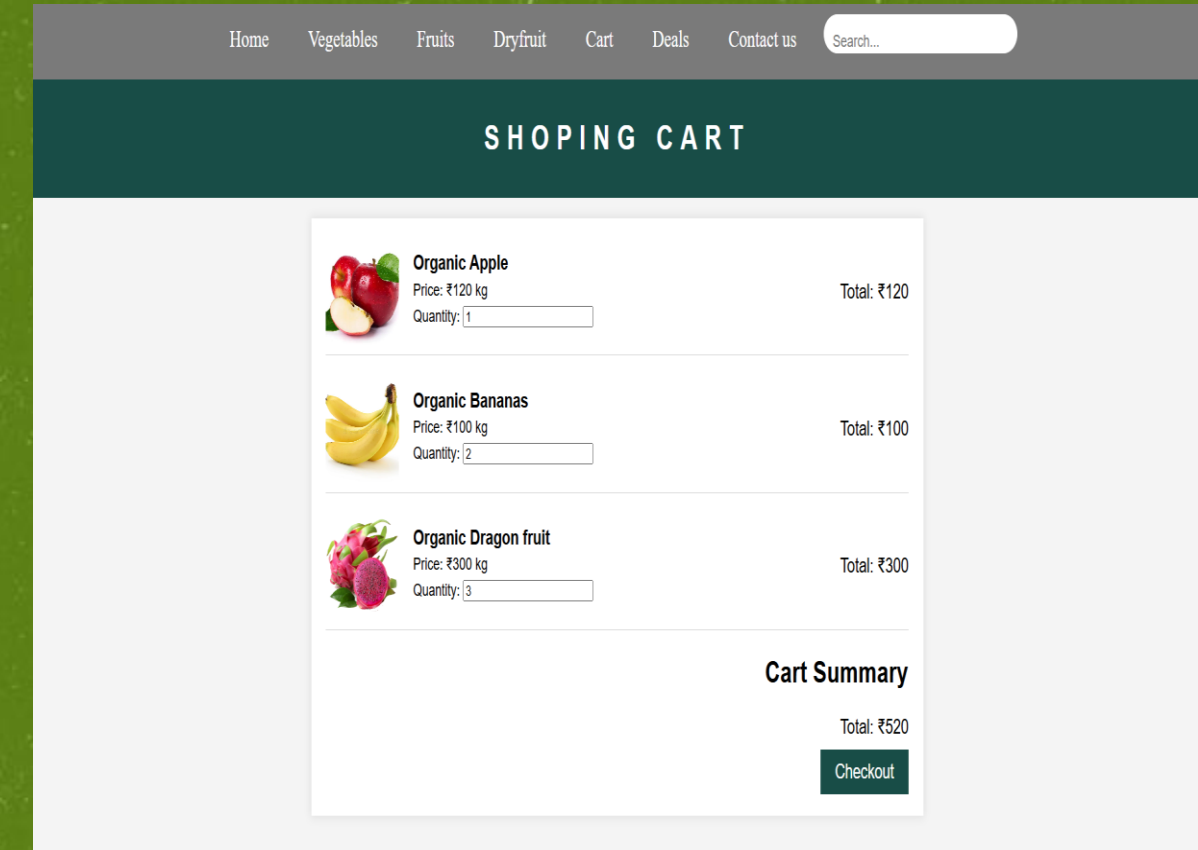 Home Vegetables Fruits Dryfruit Cart Deals Contact us Search...
SHOPING CART
Organic Apple
Price: ₹120 kg
Total: ₹120
Quantity: 1
Organic Bananas
Price: ₹100 kg
Total: ₹100
Quantity: 2
Organic Dragon fruit
Price: ₹300 kg
Total: ₹300
Quantity: 3
Cart Summary
Total: ₹520
Checkout